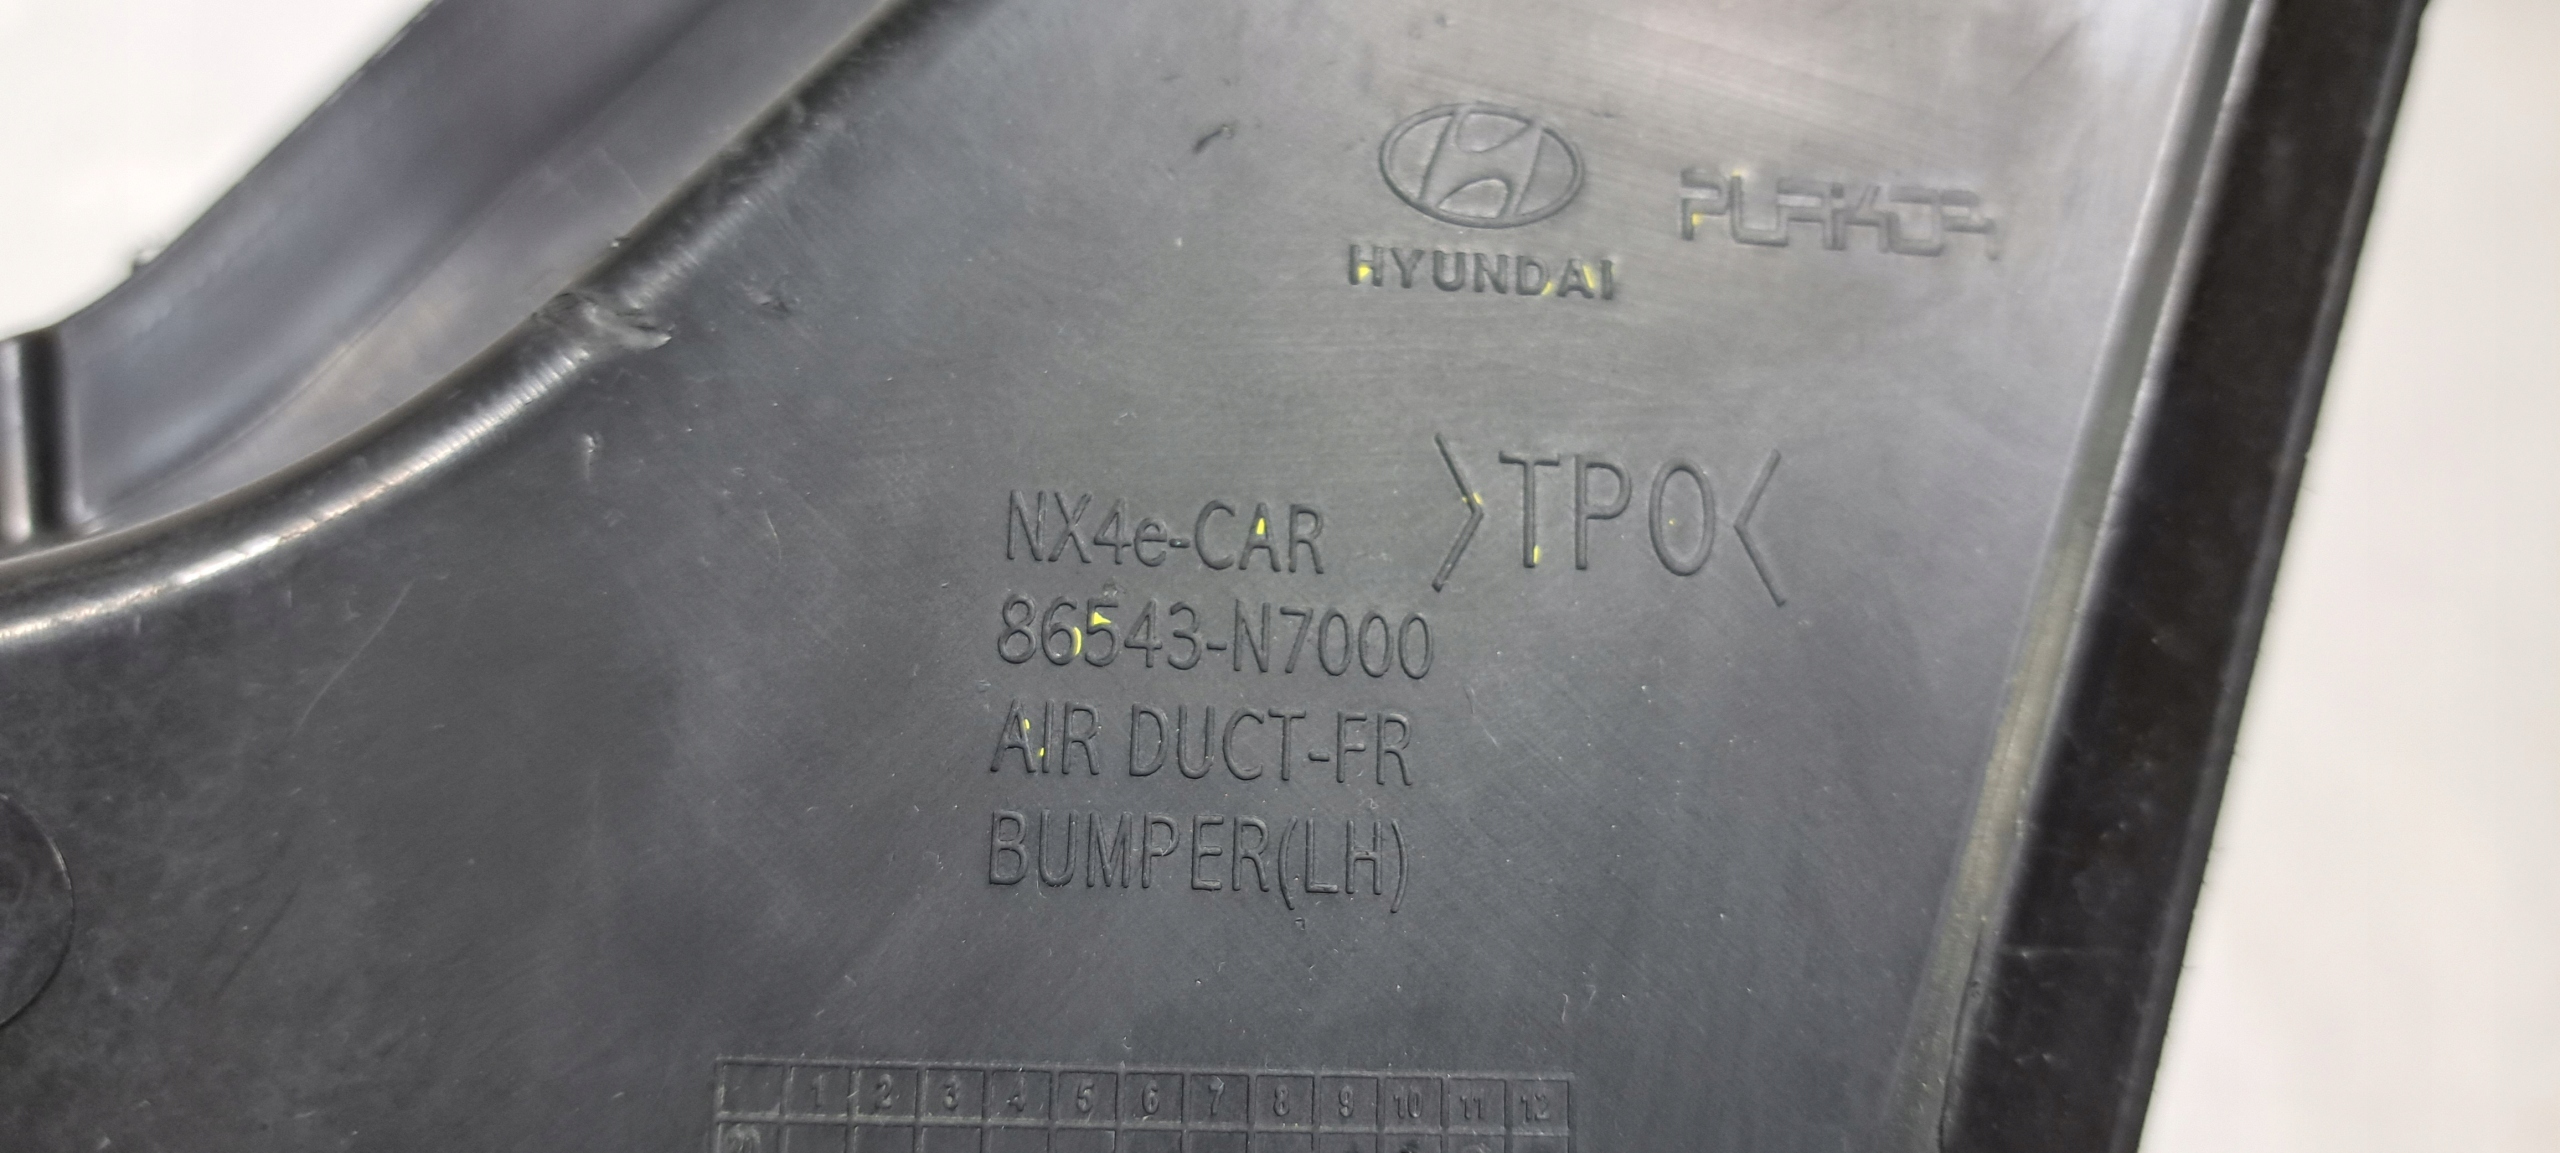 HYUNDAI
PLAKOR
>TPO<
NX4e-CAR
86543-N7000
AIR DUCT-FR
BUMPER(LH)
1 2 3 4 5 6 7 8 9 10 11 12